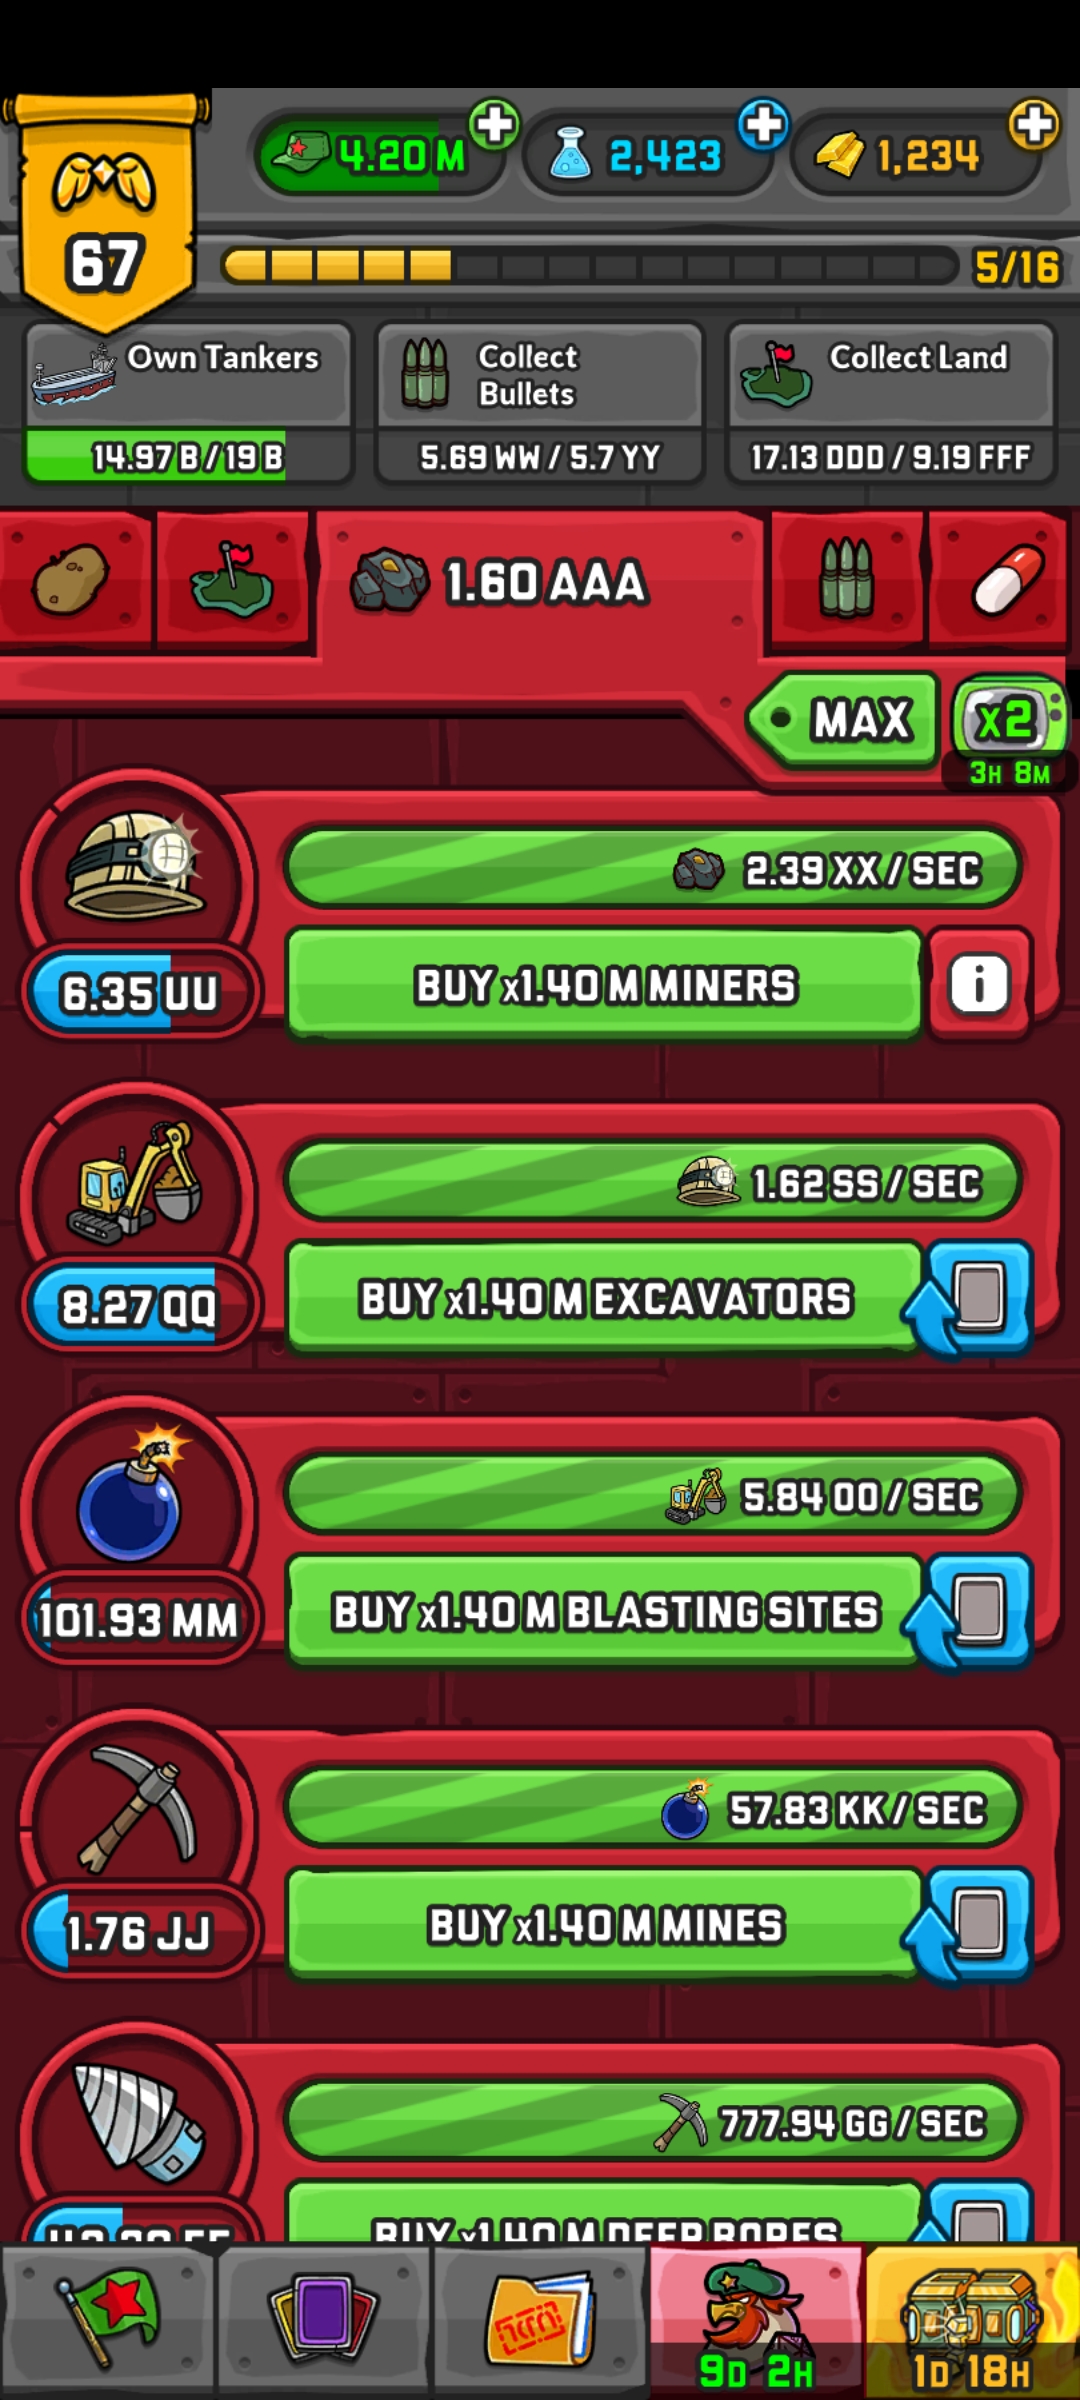 4.20 M
2,423
1,234
67
5/16
Own Tankers
14.97 B / 19 B
Collect
Bullets
5.69 WW / 5.7 YY
Collect Land
17.13 DDD / 9.19 FFF
1.60 AAA
MAX
x2
3H 8M
2.39 XX / SEC
6.35 UU
BUY x1.40 M MINERS
i
1.62 SS / SEC
8.27 QQ
BUY x1.40 M EXCAVATORS
5.84 OO / SEC
101.93 MM
BUY x1.40 M BLASTING SITES
57.83 KK / SEC
1.76 JJ
BUY x1.40 M MINES
777.94 GG / SEC
BUY x1.40 M DEEP BORES
9D 2H
1D 18H